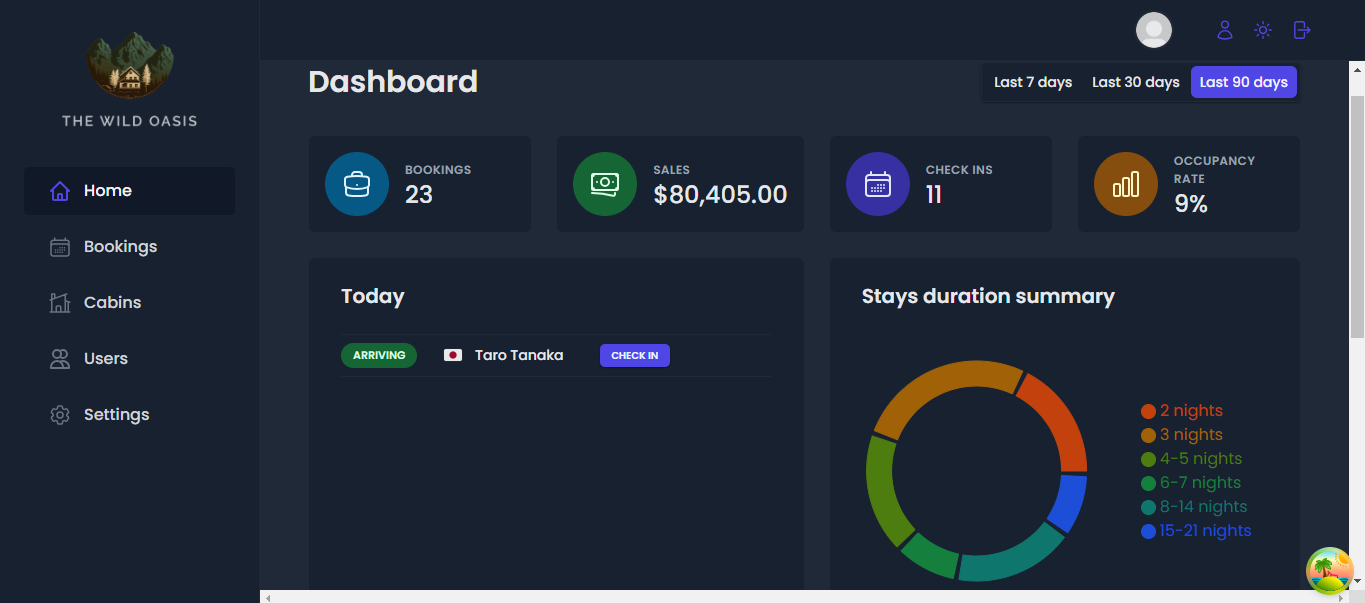 THE WILD OASIS
Home
Bookings
Cabins
Users
Settings
Dashboard
Last 7 days Last 30 days Last 90 days
BOOKINGS
23
SALES
$80,405.00
CHECK INS
11
OCCUPANCY
RATE
9%
Today
ARRIVING Taro Tanaka CHECK IN
Stays duration summary
2 nights
3 nights
4-5 nights
6-7 nights
8-14 nights
15-21 nights